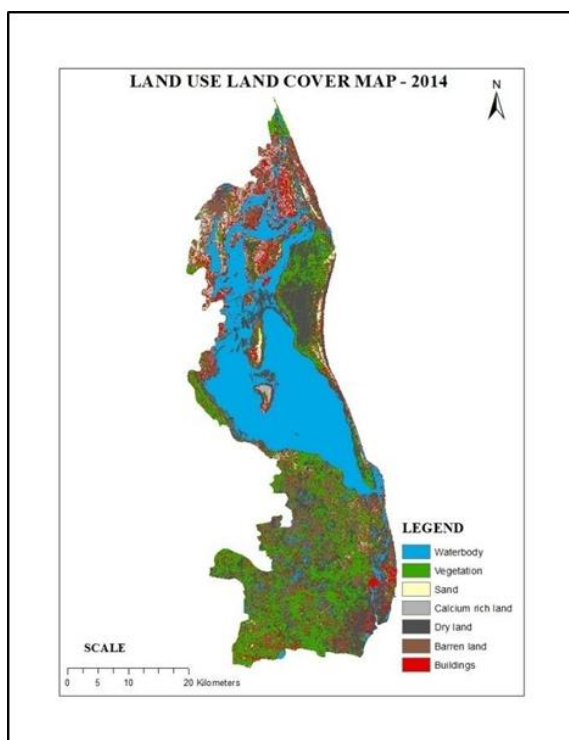 LAND USE LAND COVER MAP - 2014
N
LEGEND
Waterbody
Vegetation
Sand
Calcium rich land
Dry land
Barren land
Buildings
SCALE
0 5 10 20 Kilometers